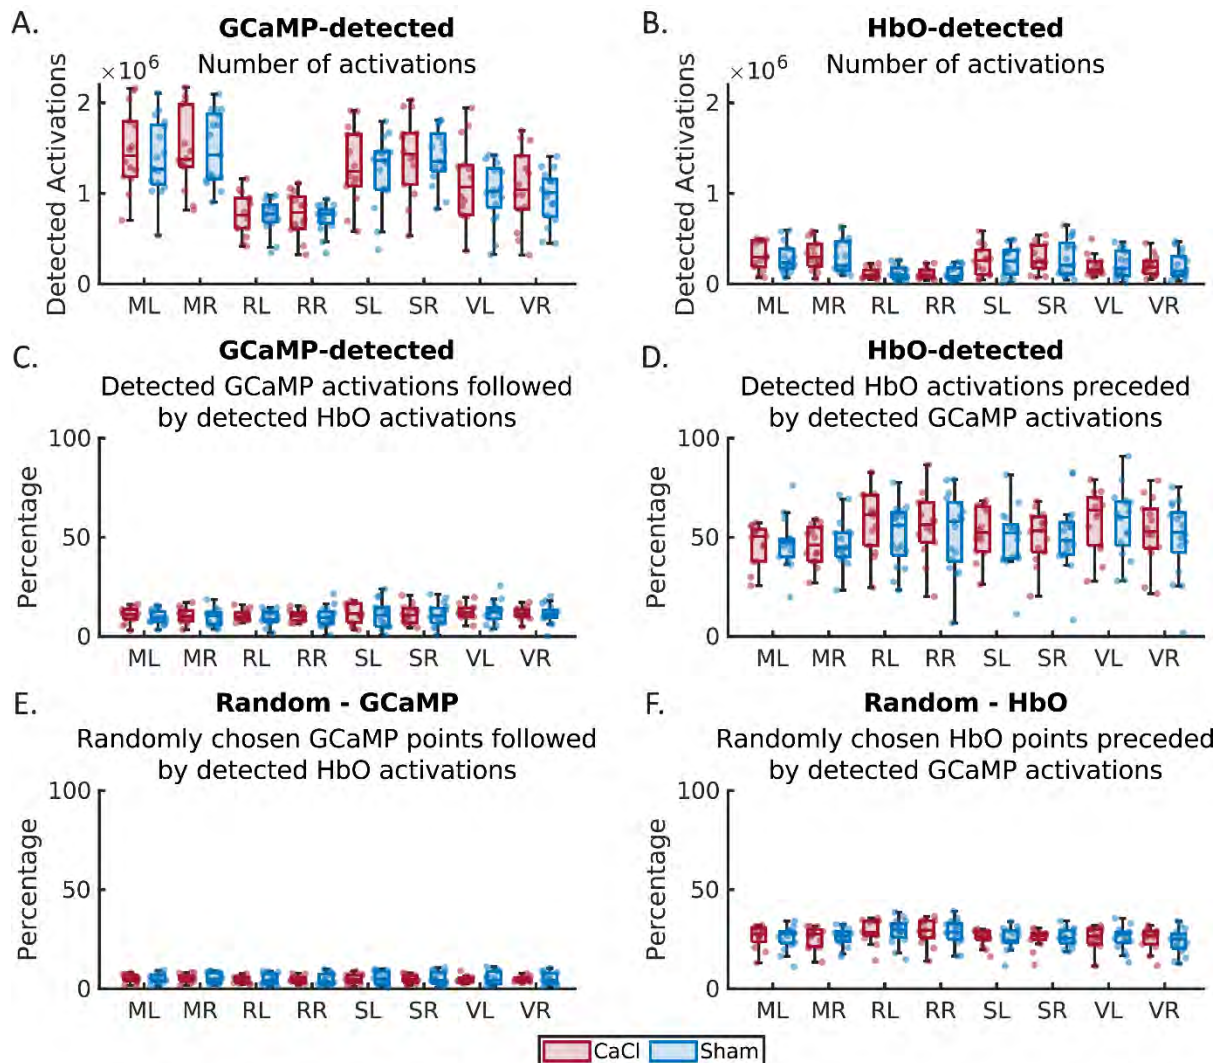 A.
GCaMP-detected
Number of activations
×10⁶
Detected Activations
2
1
0
ML MR RL RR SL SR VL VR
B.
HbO-detected
Number of activations
×10⁶
Detected Activations
2
1
0
ML MR RL RR SL SR VL VR
C.
GCaMP-detected
Detected GCaMP activations followed
by detected HbO activations
Percentage
100
50
0
ML MR RL RR SL SR VL VR
D.
HbO-detected
Detected HbO activations preceded
by detected GCaMP activations
Percentage
100
50
0
ML MR RL RR SL SR VL VR
E.
Random - GCaMP
Randomly chosen GCaMP points followed
by detected HbO activations
Percentage
100
50
0
ML MR RL RR SL SR VL VR
F.
Random - HbO
Randomly chosen HbO points preceded
by detected GCaMP activations
Percentage
100
50
0
ML MR RL RR SL SR VL VR
CaCl Sham